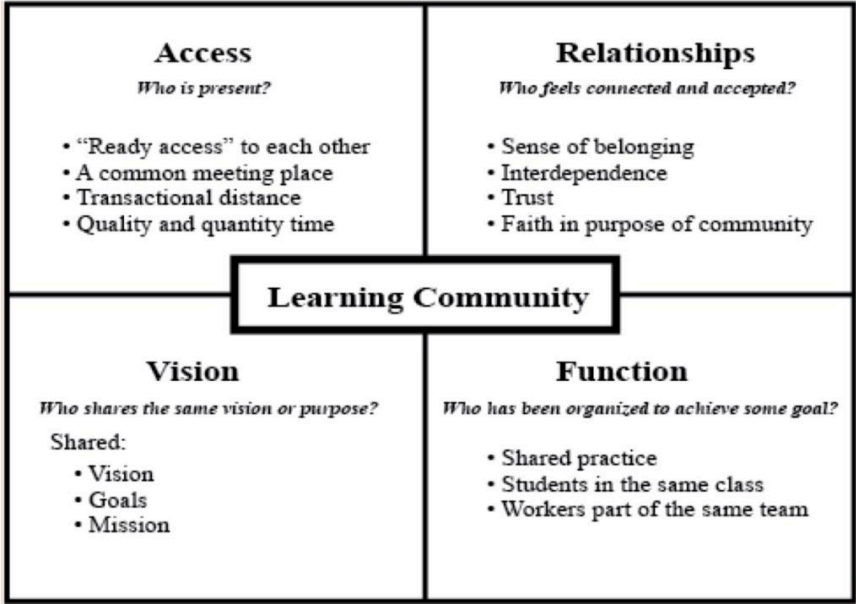 Access
Who is present?
• “Ready access” to each other
• A common meeting place
• Transactional distance
• Quality and quantity time
Relationships
Who feels connected and accepted?
• Sense of belonging
• Interdependence
• Trust
• Faith in purpose of community
Learning Community
Vision
Who shares the same vision or purpose?
Shared:
• Vision
• Goals
• Mission
Function
Who has been organized to achieve some goal?
• Shared practice
• Students in the same class
• Workers part of the same team